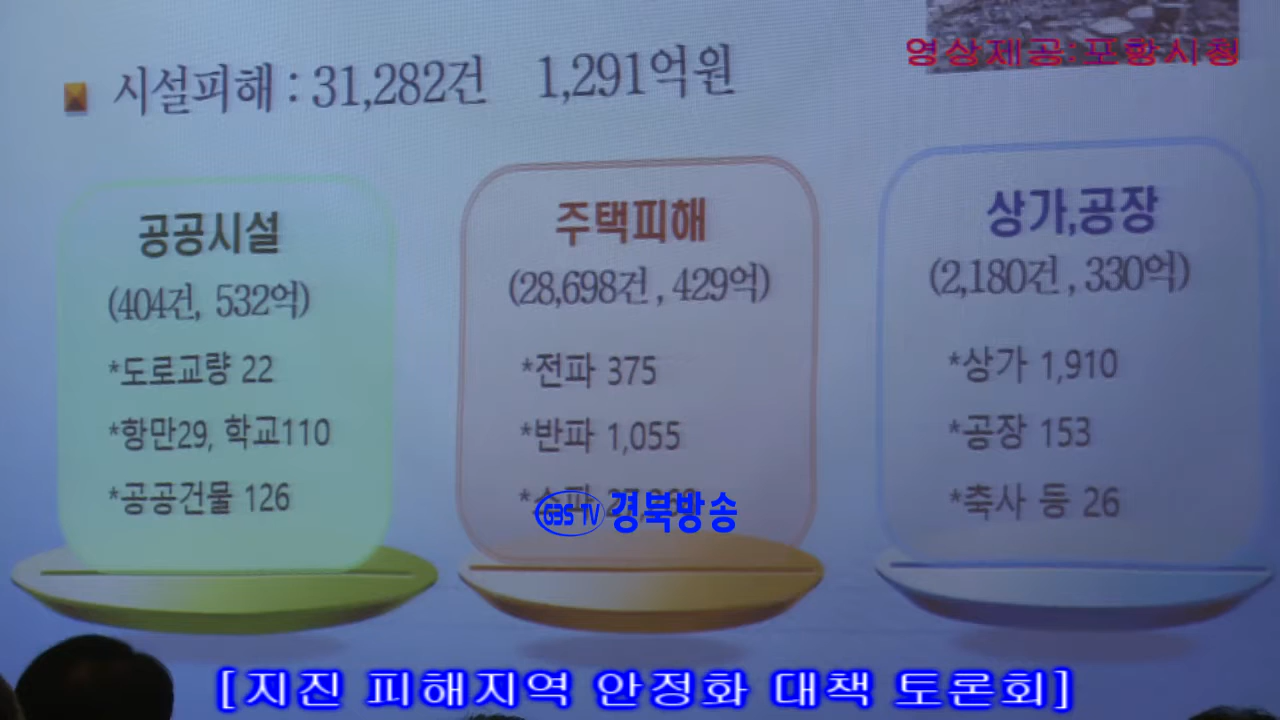 영상제공:포항시청
시설피해 : 31,282건 1,291억원
공공시설
(404건, 532억)
*도로교량 22
*항만29, 학교110
*공공건물 126
주택피해
(28,698건, 429억)
*전파 375
*반파 1,055
*소파
GBS TV 경북방송
상가,공장
(2,180건, 330억)
*상가 1,910
*공장 153
*축사 등 26
[지진 피해지역 안정화 대책 토론회]